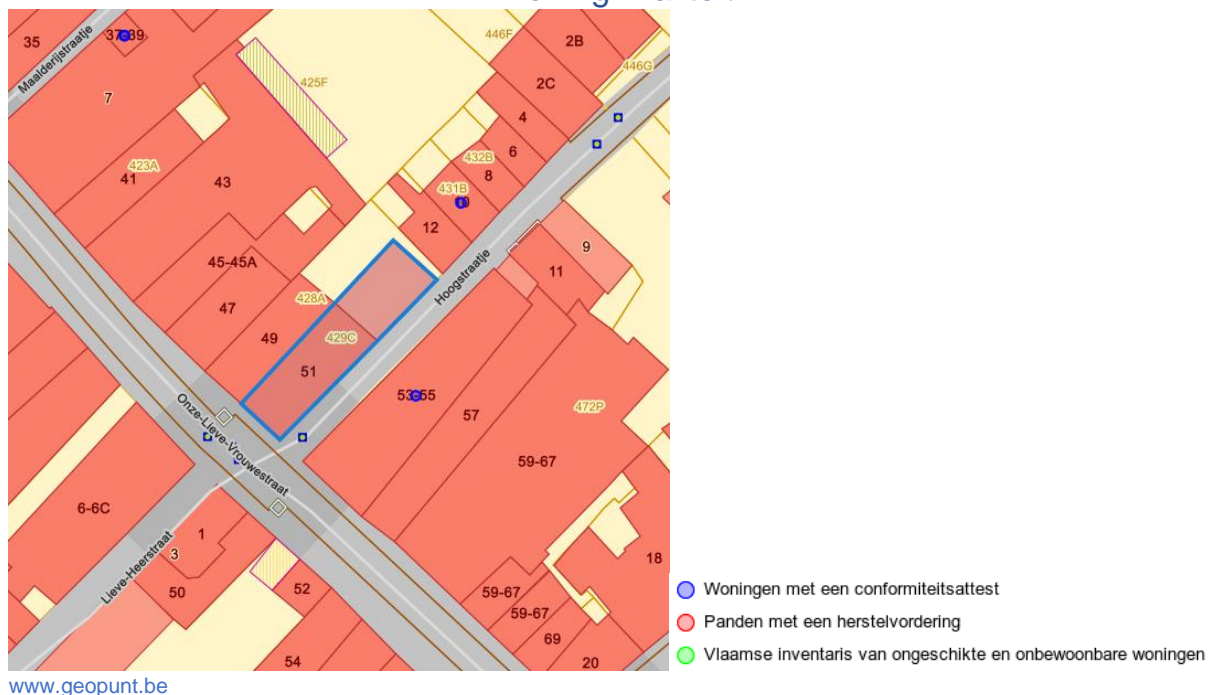 35
37-39
Maalderijstraatje
7
425F
446F
2B
446G
2C
4
6
423A
41
43
432B
8
431B
10
12
9
11
45-45A
Hoogstraatje
47
428A
49
429C
51
53-55
57
472P
Onze-Lieve-Vrouwestraat
59-67
6-6C
1
3
18
Lieve-Heerstraat
50
52
59-67
59-67
69
54
20
Woningen met een conformiteitsattest
Panden met een herstelvordering
Vlaamse inventaris van ongeschikte en onbewoonbare woningen
www.geopunt.be